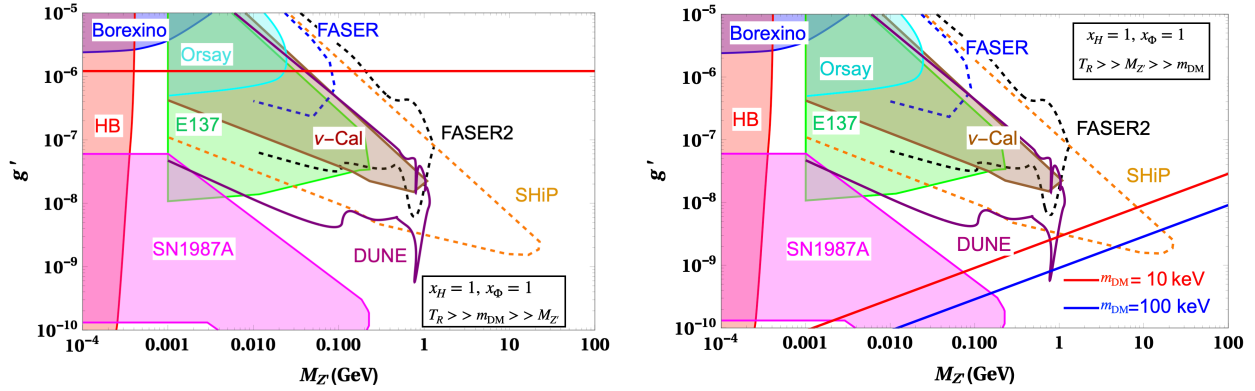 g′
10⁻⁵
10⁻⁶
10⁻⁷
10⁻⁸
10⁻⁹
10⁻¹⁰
Borexino
Orsay
FASER
HB
E137
ν-Cal
FASER2
SHiP
SN1987A
DUNE
x_H = 1, x_Φ = 1
T_R >> m_DM >> M_Z′
10⁻⁴ 0.001 0.010 0.100 1 10 100
M_Z′(GeV)
g′
10⁻⁵
10⁻⁶
10⁻⁷
10⁻⁸
10⁻⁹
10⁻¹⁰
Borexino
FASER
x_H = 1, x_Φ = 1
T_R >> M_Z′ >> m_DM
Orsay
HB
E137
ν-Cal
FASER2
SHiP
SN1987A
DUNE
m_DM= 10 keV
m_DM=100 keV
10⁻⁴ 0.001 0.010 0.100 1 10 100
M_Z′(GeV)